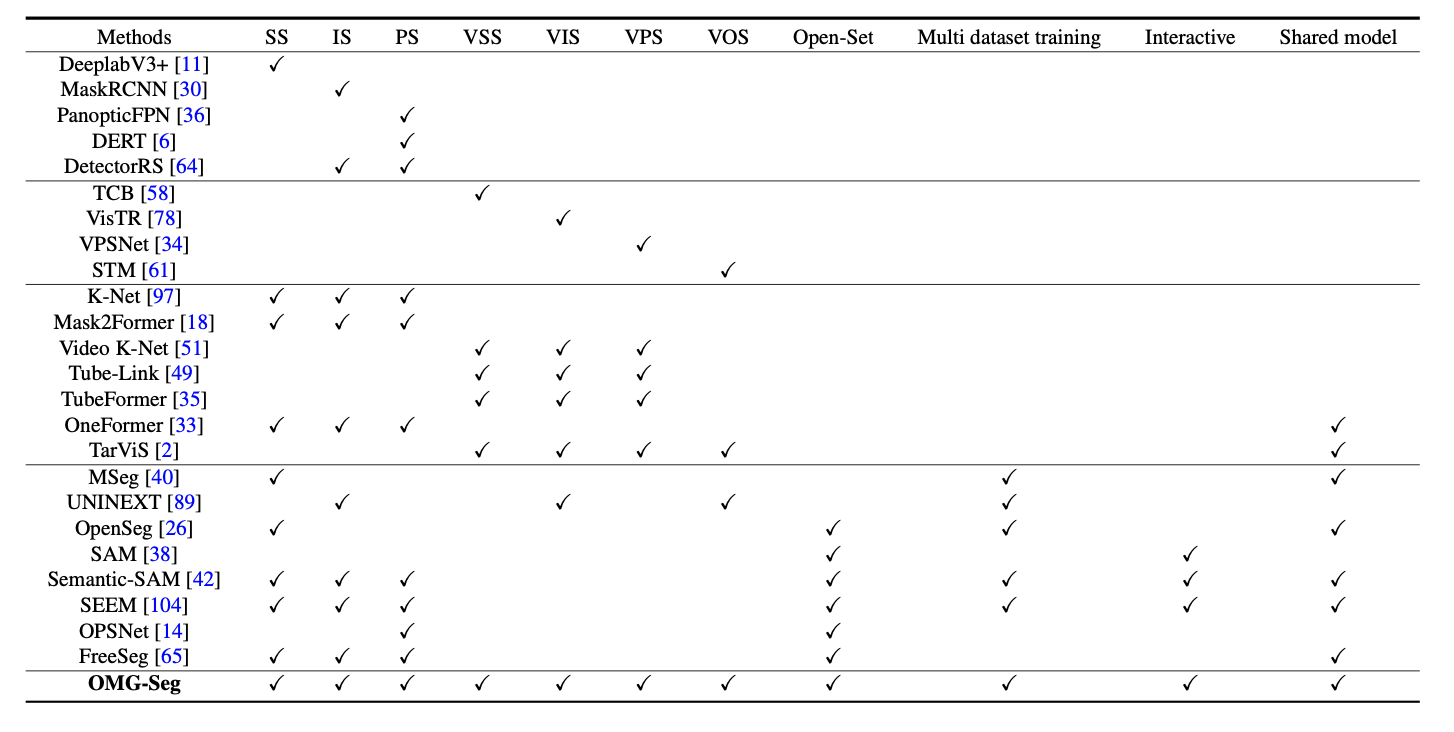 Methods SS IS PS VSS VIS VPS VOS Open-Set Multi dataset training Interactive Shared model
DeeplabV3+ [11] ✓
MaskRCNN [30] ✓
PanopticFPN [36] ✓
DERT [6] ✓
DetectorRS [64] ✓ ✓
TCB [58] ✓
VisTR [78] ✓
VPSNet [34] ✓
STM [61] ✓
K-Net [97] ✓ ✓ ✓
Mask2Former [18] ✓ ✓ ✓
Video K-Net [51] ✓ ✓ ✓
Tube-Link [49] ✓ ✓ ✓
TubeFormer [35] ✓ ✓ ✓
OneFormer [33] ✓ ✓ ✓ ✓
TarViS [2] ✓ ✓ ✓ ✓ ✓
MSeg [40] ✓ ✓ ✓
UNINEXT [89] ✓ ✓ ✓ ✓
OpenSeg [26] ✓ ✓ ✓ ✓
SAM [38] ✓ ✓
Semantic-SAM [42] ✓ ✓ ✓ ✓ ✓ ✓ ✓
SEEM [104] ✓ ✓ ✓ ✓ ✓ ✓ ✓
OPSNet [14] ✓ ✓
FreeSeg [65] ✓ ✓ ✓ ✓ ✓
OMG-Seg ✓ ✓ ✓ ✓ ✓ ✓ ✓ ✓ ✓ ✓ ✓